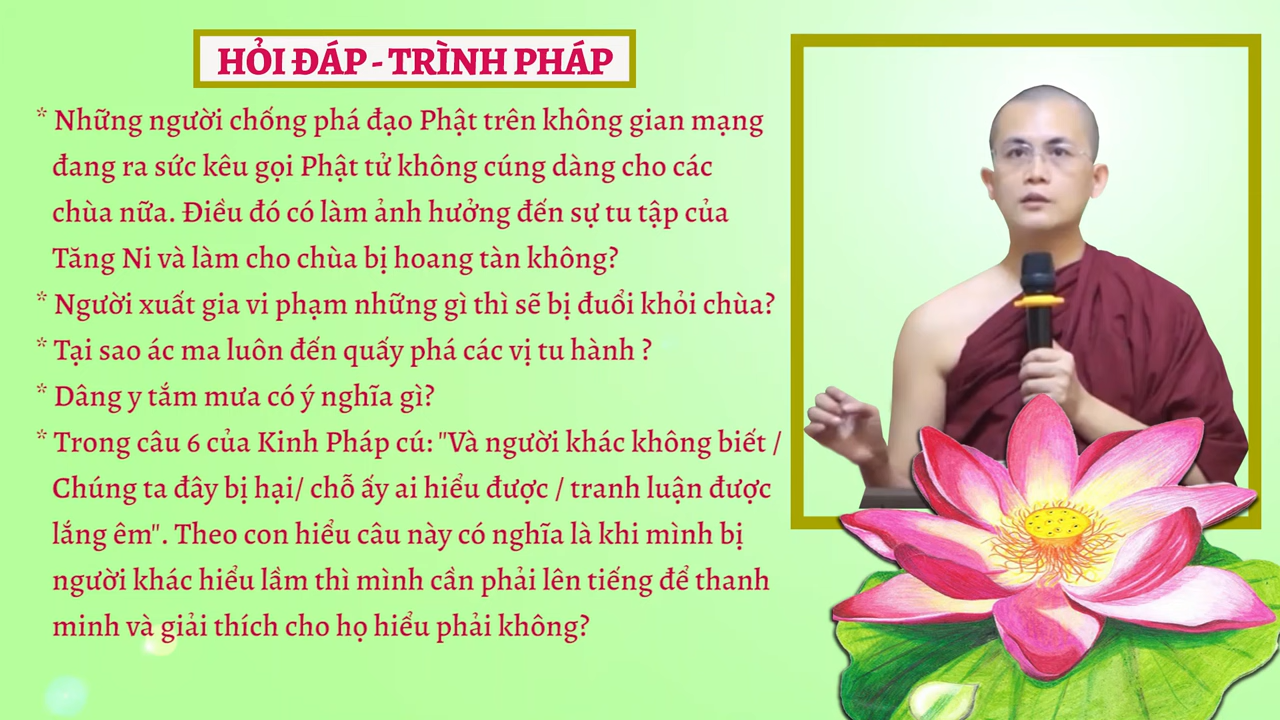 HỎI ĐÁP - TRÌNH PHÁP
* Những người chống phá đạo Phật trên không gian mạng
đang ra sức kêu gọi Phật tử không cúng dàng cho các
chùa nữa. Điều đó có làm ảnh hưởng đến sự tu tập của
Tăng Ni và làm cho chùa bị hoang tàn không?
* Người xuất gia vi phạm những gì thì sẽ bị đuổi khỏi chùa?
* Tại sao ác ma luôn đến quấy phá các vị tu hành ?
* Dâng y tắm mưa có ý nghĩa gì?
* Trong câu 6 của Kinh Pháp cú: "Và người khác không biết /
Chúng ta đây bị hại/ chỗ ấy ai hiểu được / tranh luận được
lắng êm". Theo con hiểu câu này có nghĩa là khi mình bị
người khác hiểu lầm thì mình cần phải lên tiếng để thanh
minh và giải thích cho họ hiểu phải không?